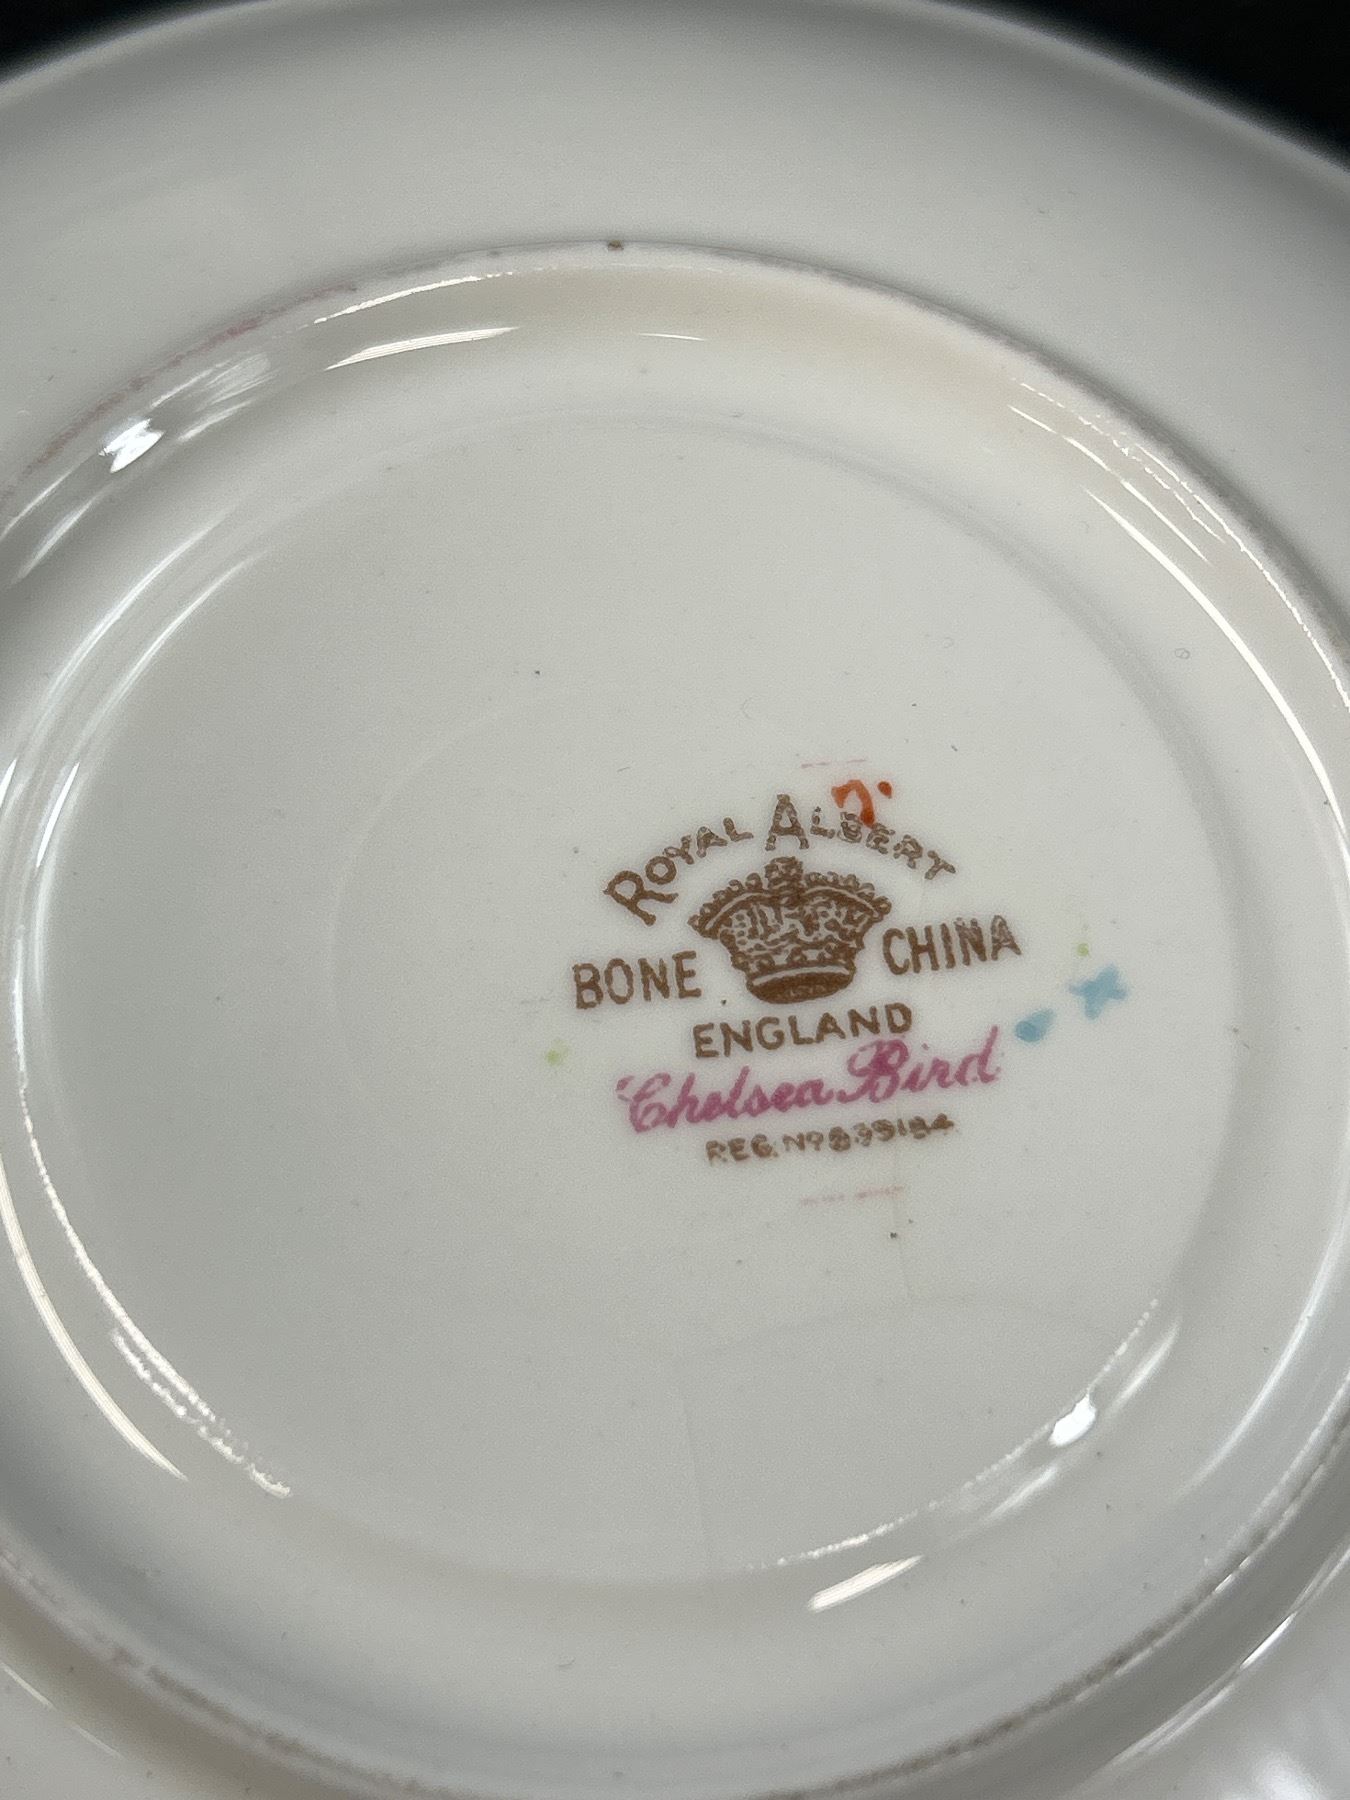 ROYAL ALBERT
BONE CHINA
ENGLAND
"Chelsea Bird"
REG. Nº 839184